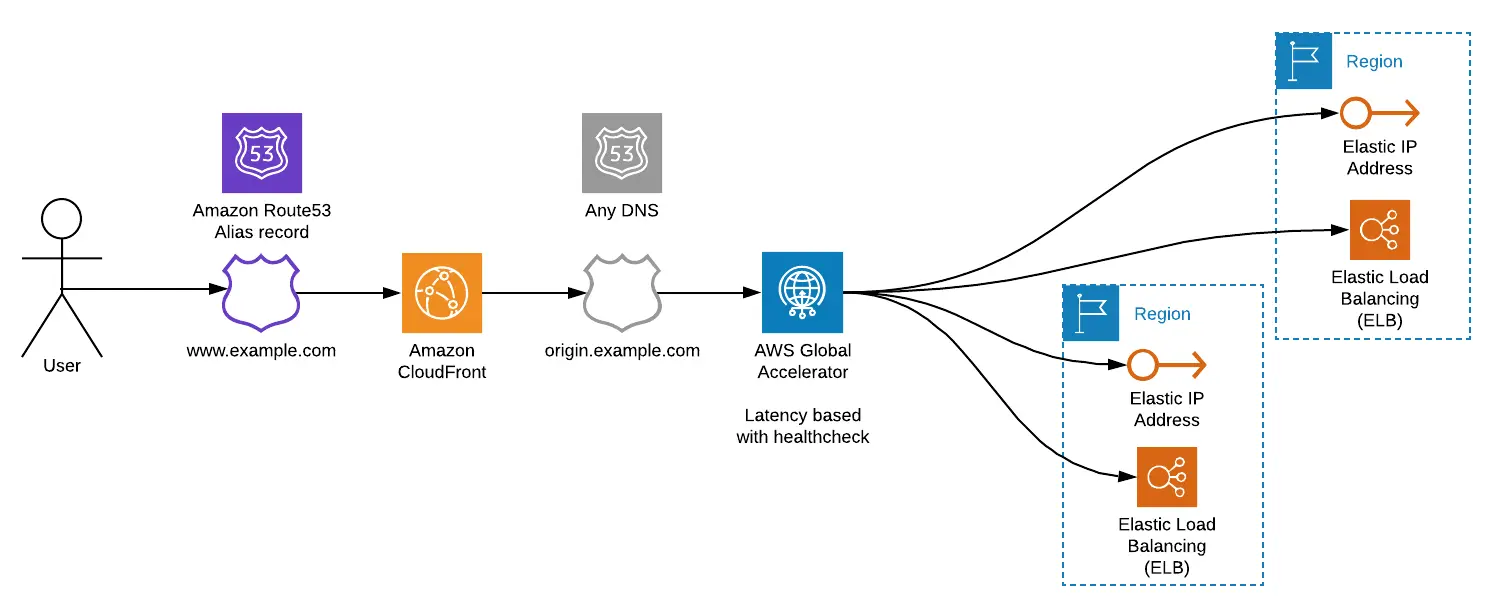 Region
Elastic IP
Address
Elastic Load
Balancing
(ELB)
53
Amazon Route53
Alias record
www.example.com
53
Any DNS
origin.example.com
User
Amazon
CloudFront
AWS Global
Accelerator
Latency based
with healthcheck
Region
Elastic IP
Address
Elastic Load
Balancing
(ELB)